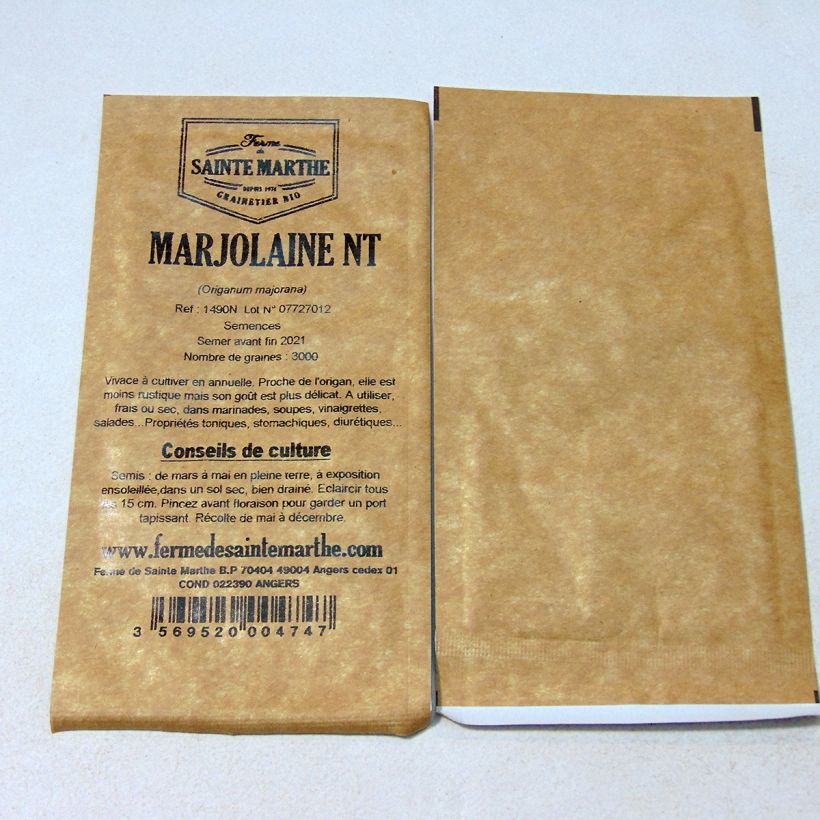 Ferme
de
SAINTE MARTHE
DEPUIS 1974
GRAINETIER BIO
MARJOLAINE NT
(Origanum majorana)
Ref : 1490N Lot N° 07727012
Semences
Semer avant fin 2021
Nombre de graines : 3000
Vivace à cultiver en annuelle. Proche de l'origan, elle est
moins rustique mais son goût est plus délicat. A utiliser,
frais ou sec, dans marinades, soupes, vinaigrettes,
salades...Propriétés toniques, stomachiques, diurétiques...
Conseils de culture
Semis : de mars à mai en pleine terre, à exposition
ensoleillée,dans un sol sec, bien drainé. Eclaircir tous
les 15 cm. Pincez avant floraison pour garder un port
tapissant. Récolte de mai à décembre.
www.fermedesaintemarthe.com
Ferme de Sainte Marthe B.P 70404 49004 Angers cedex 01
COND 022390 ANGERS
3 569520 004747